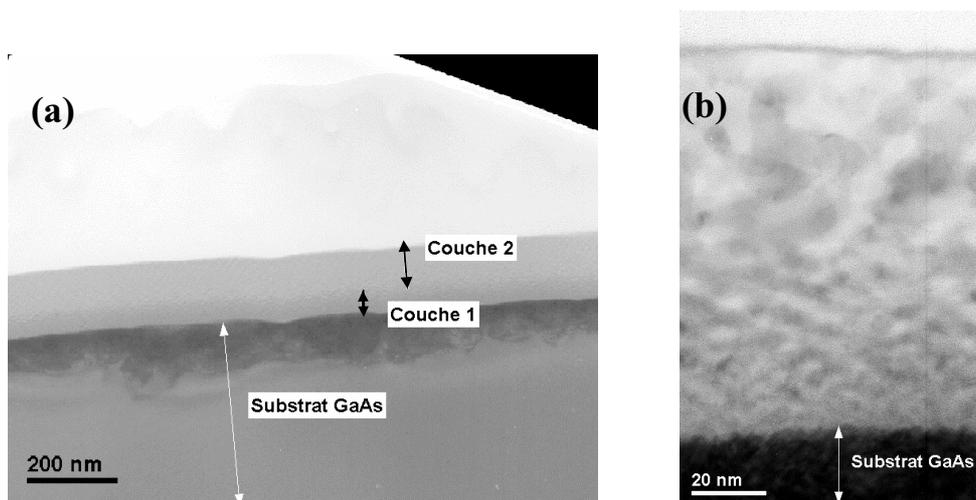 (a)
Couche 2
Couche 1
Substrat GaAs
200 nm
(b)
Substrat GaAs
20 nm